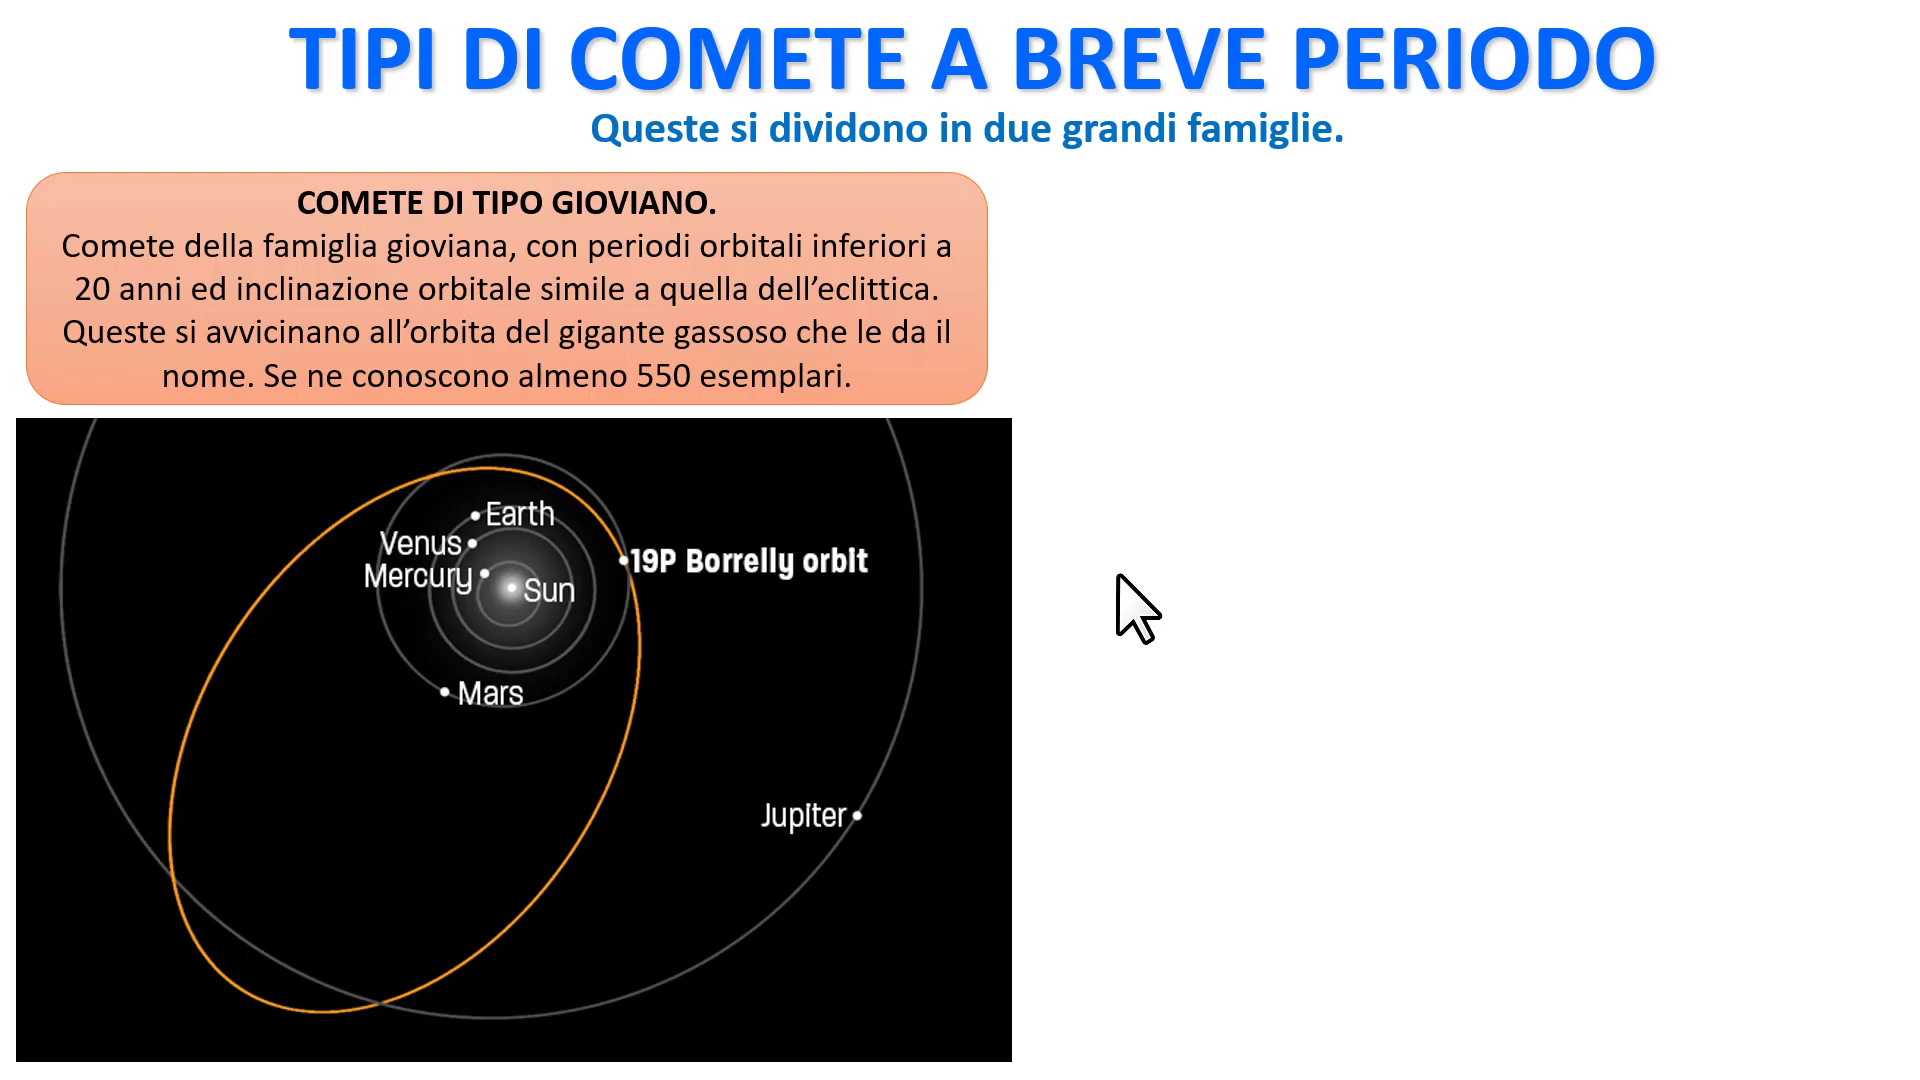 TIPI DI COMETE A BREVE PERIODO
Queste si dividono in due grandi famiglie.
COMETE DI TIPO GIOVIANO.
Comete della famiglia gioviana, con periodi orbitali inferiori a
20 anni ed inclinazione orbitale simile a quella dell’eclittica.
Queste si avvicinano all’orbita del gigante gassoso che le da il
nome. Se ne conoscono almeno 550 esemplari.
Earth
Venus
19P Borrelly orbit
Mercury
Sun
Mars
Jupiter